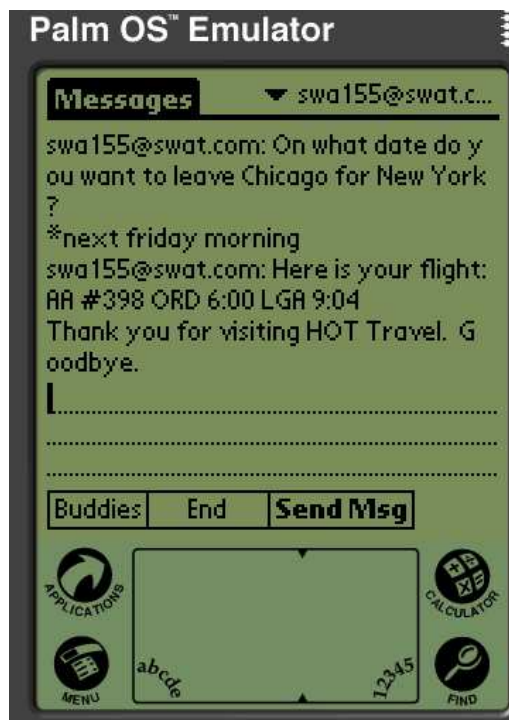 Palm OS™ Emulator
Messages swa155@swat.c...
swa155@swat.com: On what date do y
ou want to leave Chicago for New York
?
*next friday morning
swa155@swat.com: Here is your flight:
AA #398 ORD 6:00 LGA 9:04
Thank you for visiting HOT Travel.  G
oodbye.
Buddies End Send Msg
APPLICATIONS CALCULATOR
abcde 12345
MENU FIND